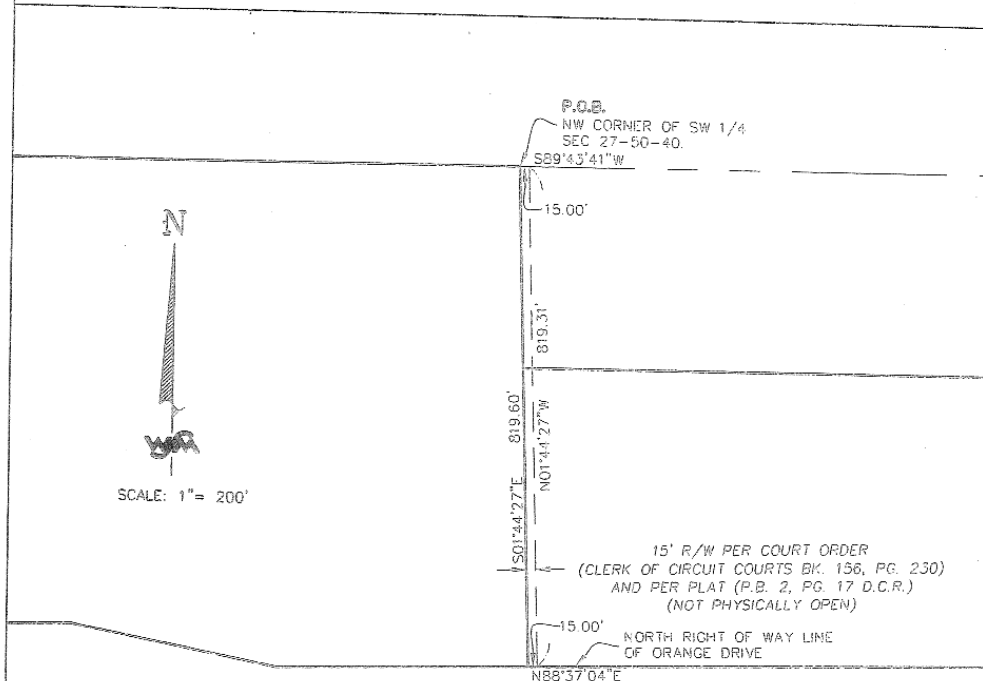 P.O.B.
NW CORNER OF SW 1/4
SEC 27-50-40.
S89°43'41"W
15.00'
N
819.31'
819.60'
N01°44'27"W
S01°44'27"E
SCALE: 1"= 200'
15' R/W PER COURT ORDER
(CLERK OF CIRCUIT COURTS BK. 156, PG. 230)
AND PER PLAT (P.B. 2, PG. 17 D.C.R.)
(NOT PHYSICALLY OPEN)
15.00'
NORTH RIGHT OF WAY LINE
OF ORANGE DRIVE
N88°37'04"E